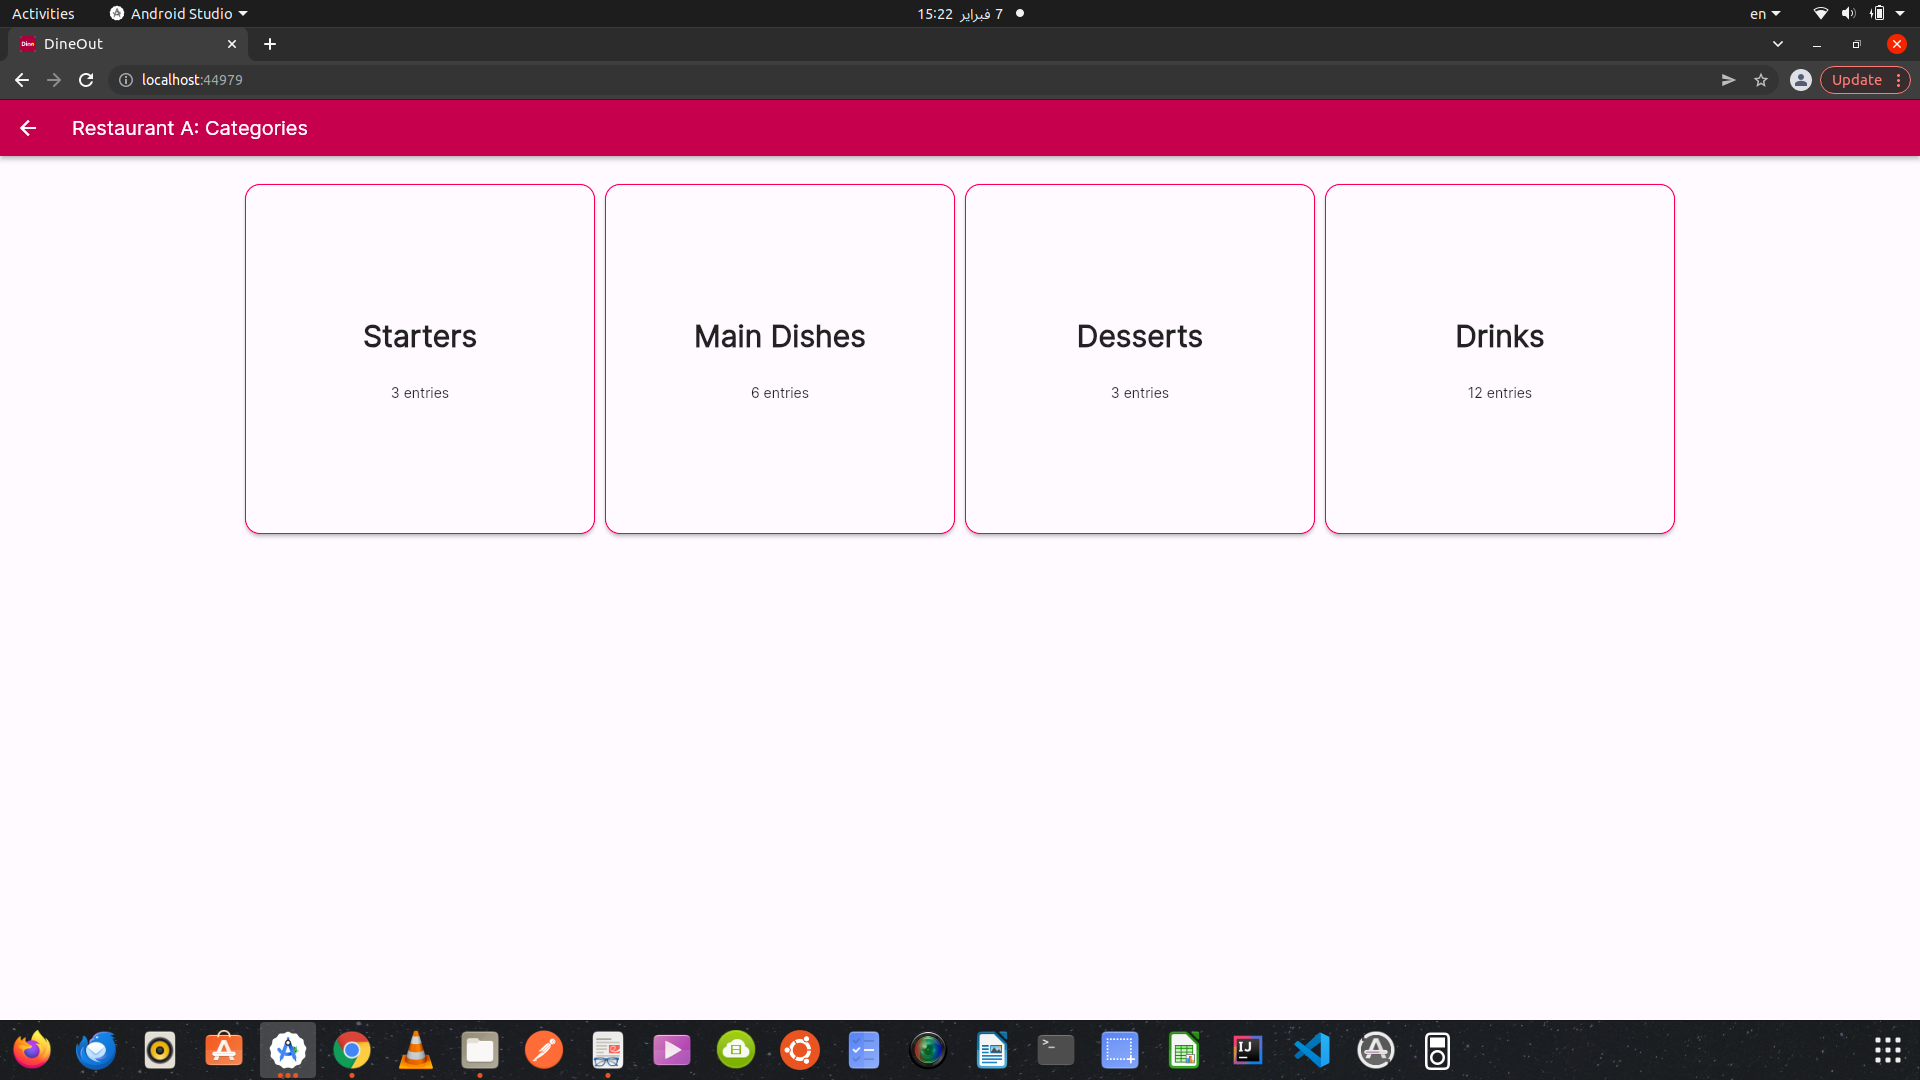 Activities
Android Studio
7 فبراير 15:22
en
DineOut
localhost:44979
Update
Restaurant A: Categories
Starters
Main Dishes
Desserts
Drinks
3 entries
6 entries
3 entries
12 entries